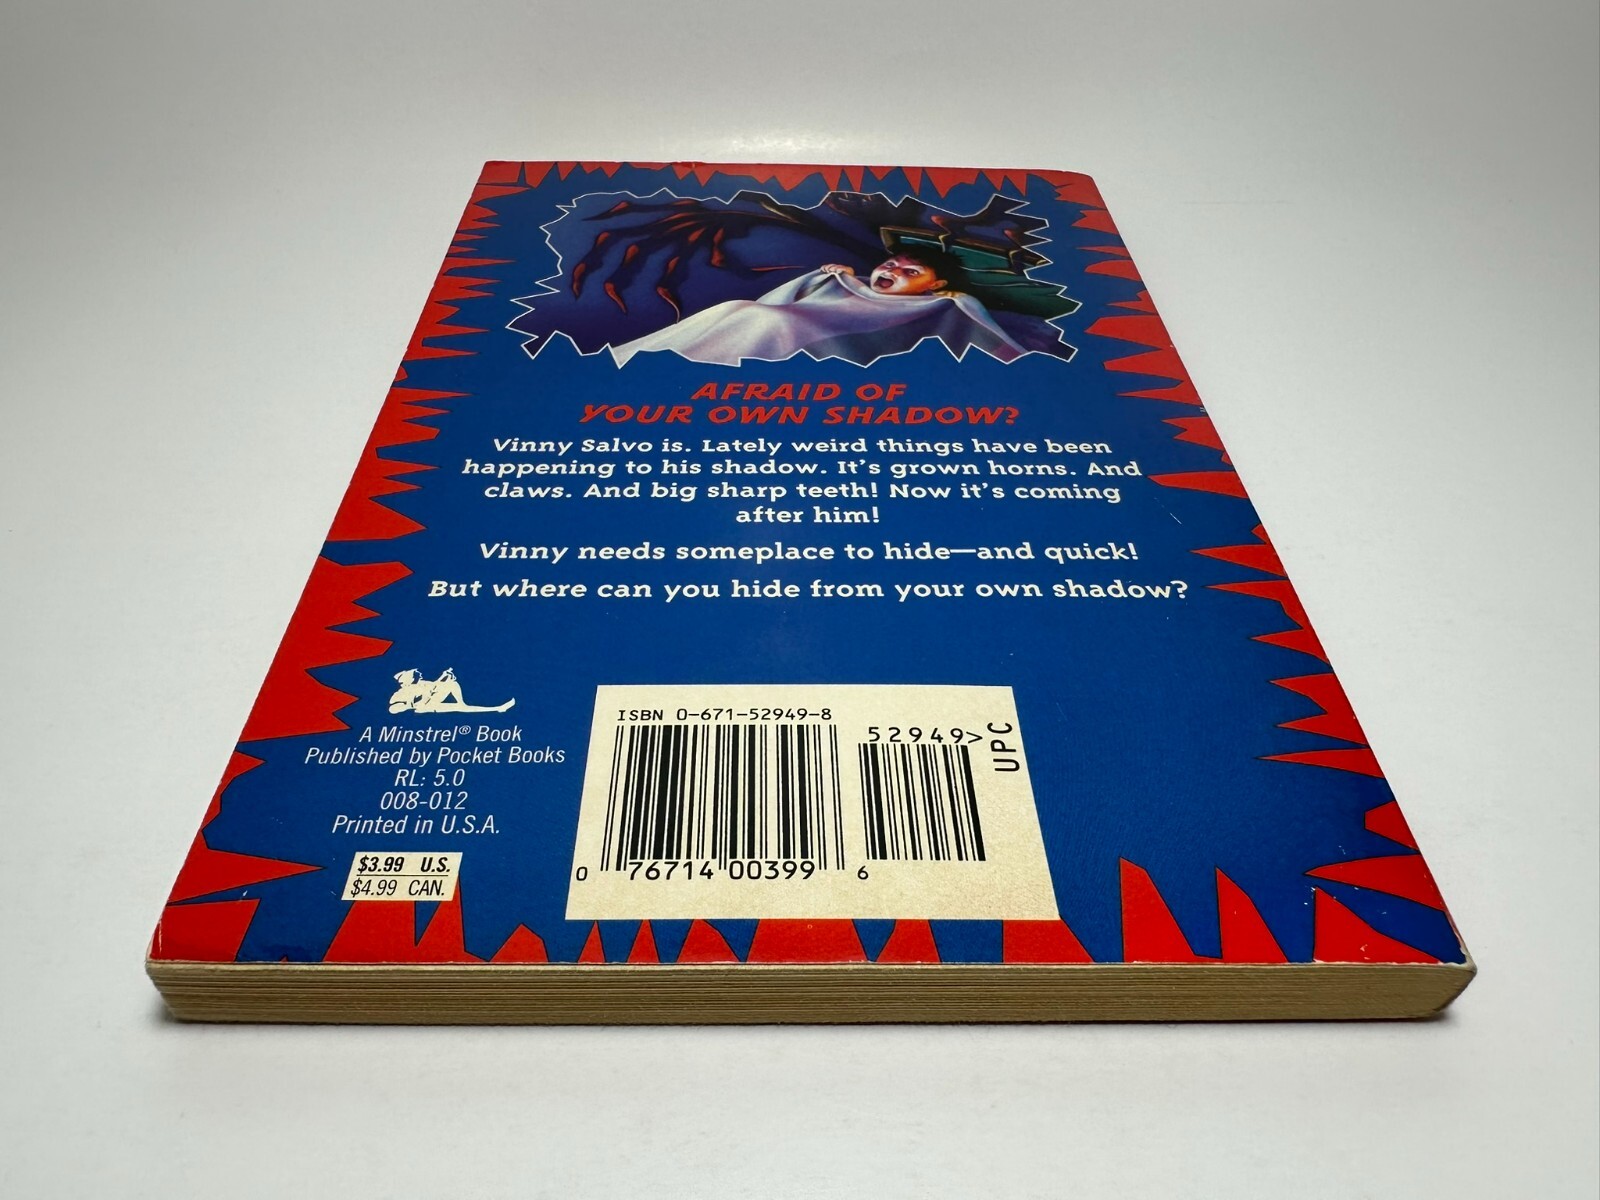 AFRAID OF
YOUR OWN SHADOW?
Vinny Salvo is. Lately weird things have been
happening to his shadow. It's grown horns. And
claws. And big sharp teeth! Now it's coming
after him!
Vinny needs someplace to hide—and quick!
But where can you hide from your own shadow?
A Minstrel® Book
Published by Pocket Books
RL: 5.0
008-012
Printed in U.S.A.
$3.99 U.S.
$4.99 CAN.
ISBN 0-671-52949-8
52949>
UPC
0 76714 00399 6